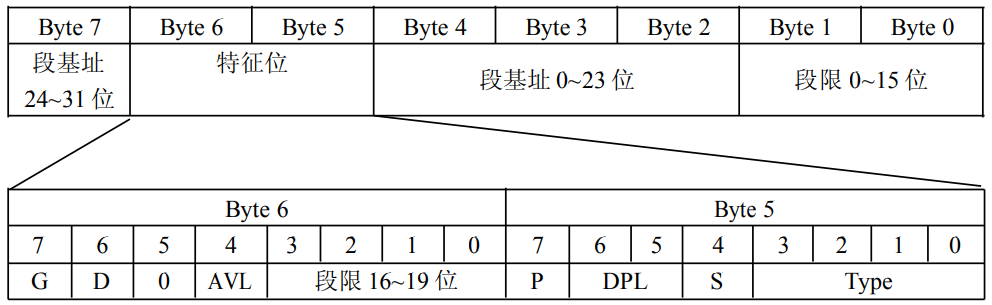 Byte 7 Byte 6 Byte 5 Byte 4 Byte 3 Byte 2 Byte 1 Byte 0
段基址 24~31 位 特征位 段基址 0~23 位 段限 0~15 位
Byte 6 Byte 5
7 6 5 4 3 2 1 0 7 6 5 4 3 2 1 0
G D 0 AVL 段限 16~19 位 P DPL S Type